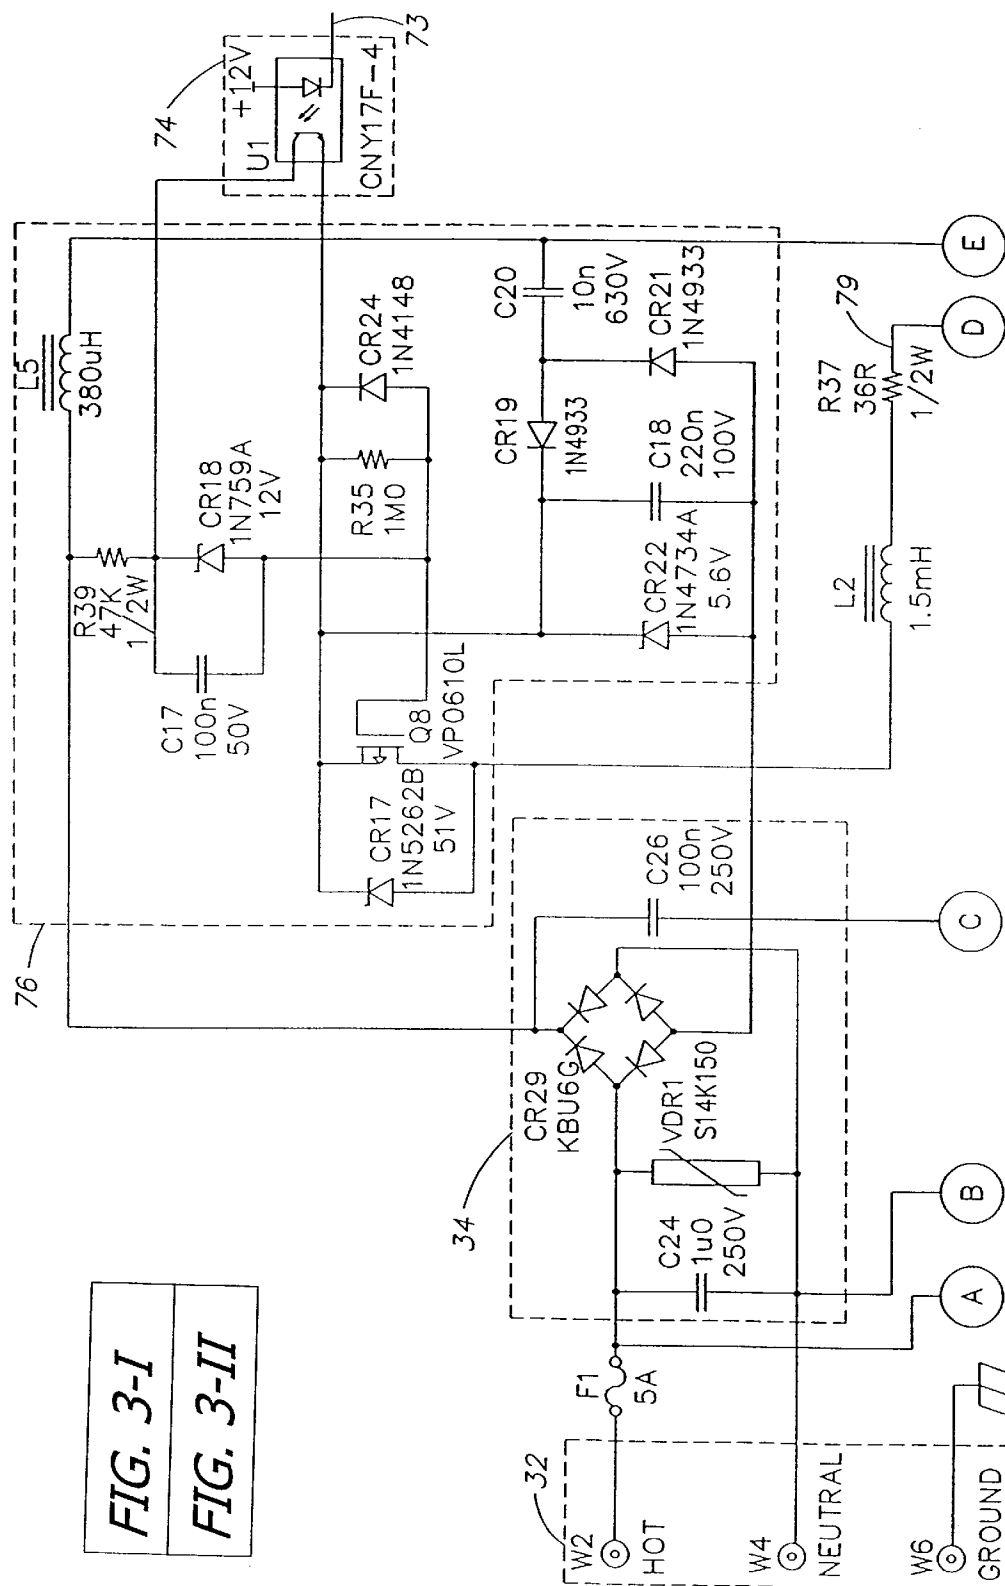 FIG. 3-I
FIG. 3-II
32
W2
HOT
W4
NEUTRAL
W6
GROUND
F1
5A
A
B
C
D
E
34
C24
1u0
250V
VDR1
S14K150
CR29
KBU6G
C26
100n
250V
76
CR17
1N5262B
51V
Q8
VP0610L
C17
100n
50V
R39
47K
1/2W
CR18
1N759A
12V
L5
380uH
R35
1M0
CR24
1N4148
CR22
1N4734A
5.6V
C18
220n
100V
CR19
1N4933
C20
10n
630V
CR21
1N4933
L2
1.5mH
R37
36R
1/2W
79
74
+12V
U1
CNY17F-4
73